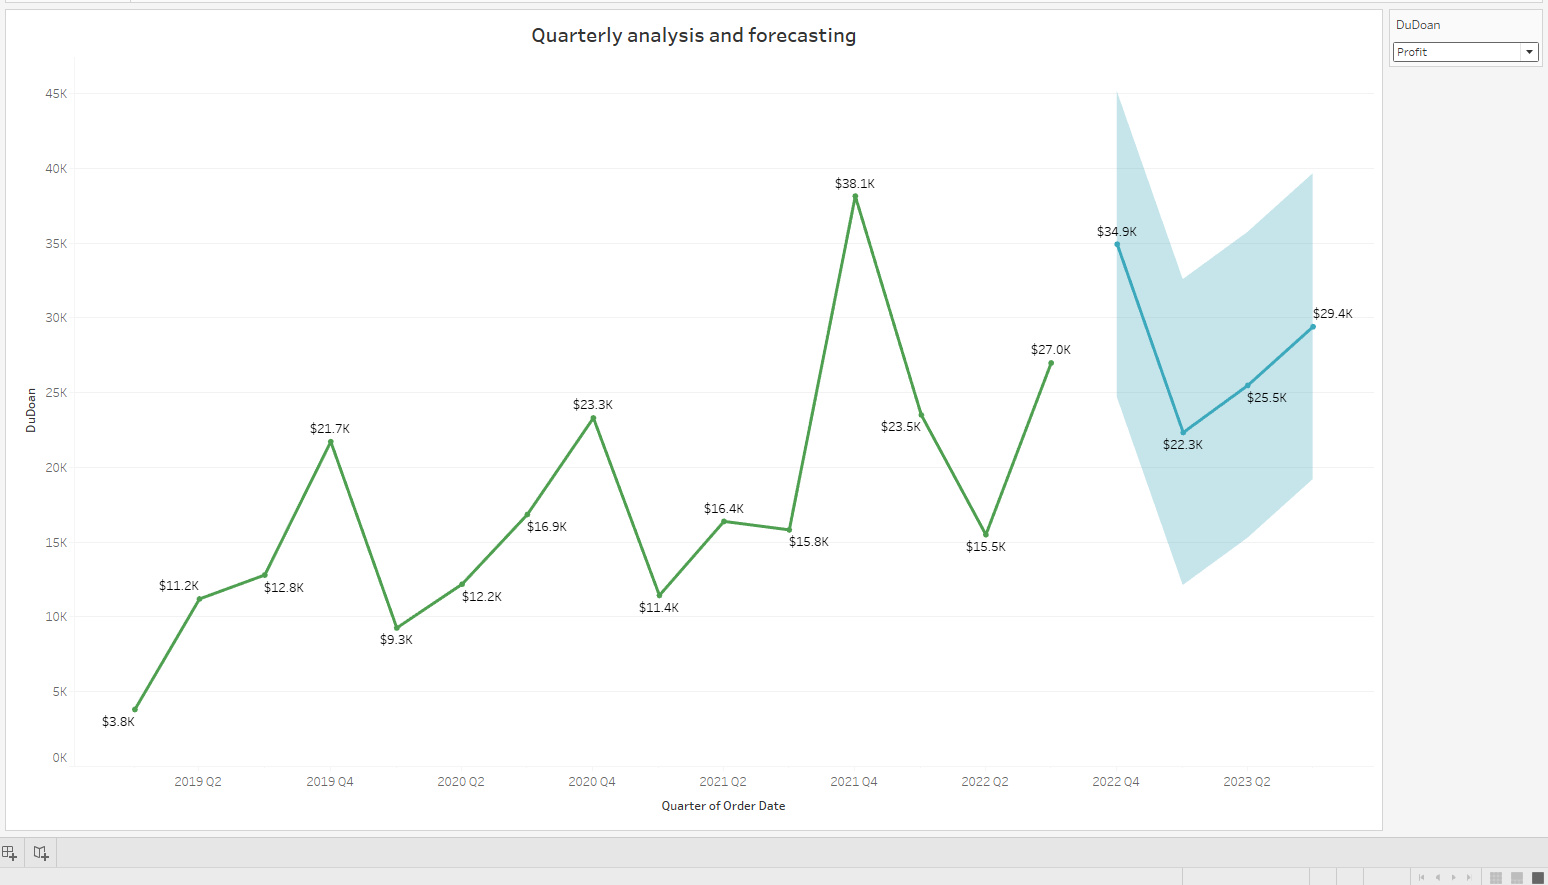 Quarterly analysis and forecasting
DuDoan
Profit
45K
40K
35K
30K
25K
20K
15K
10K
5K
0K
DuDoan
$3.8K
$11.2K
$12.8K
$21.7K
$9.3K
$12.2K
$16.9K
$23.3K
$11.4K
$16.4K
$15.8K
$38.1K
$23.5K
$15.5K
$27.0K
$34.9K
$22.3K
$25.5K
$29.4K
2019 Q2
2019 Q4
2020 Q2
2020 Q4
2021 Q2
2021 Q4
2022 Q2
2022 Q4
2023 Q2
Quarter of Order Date